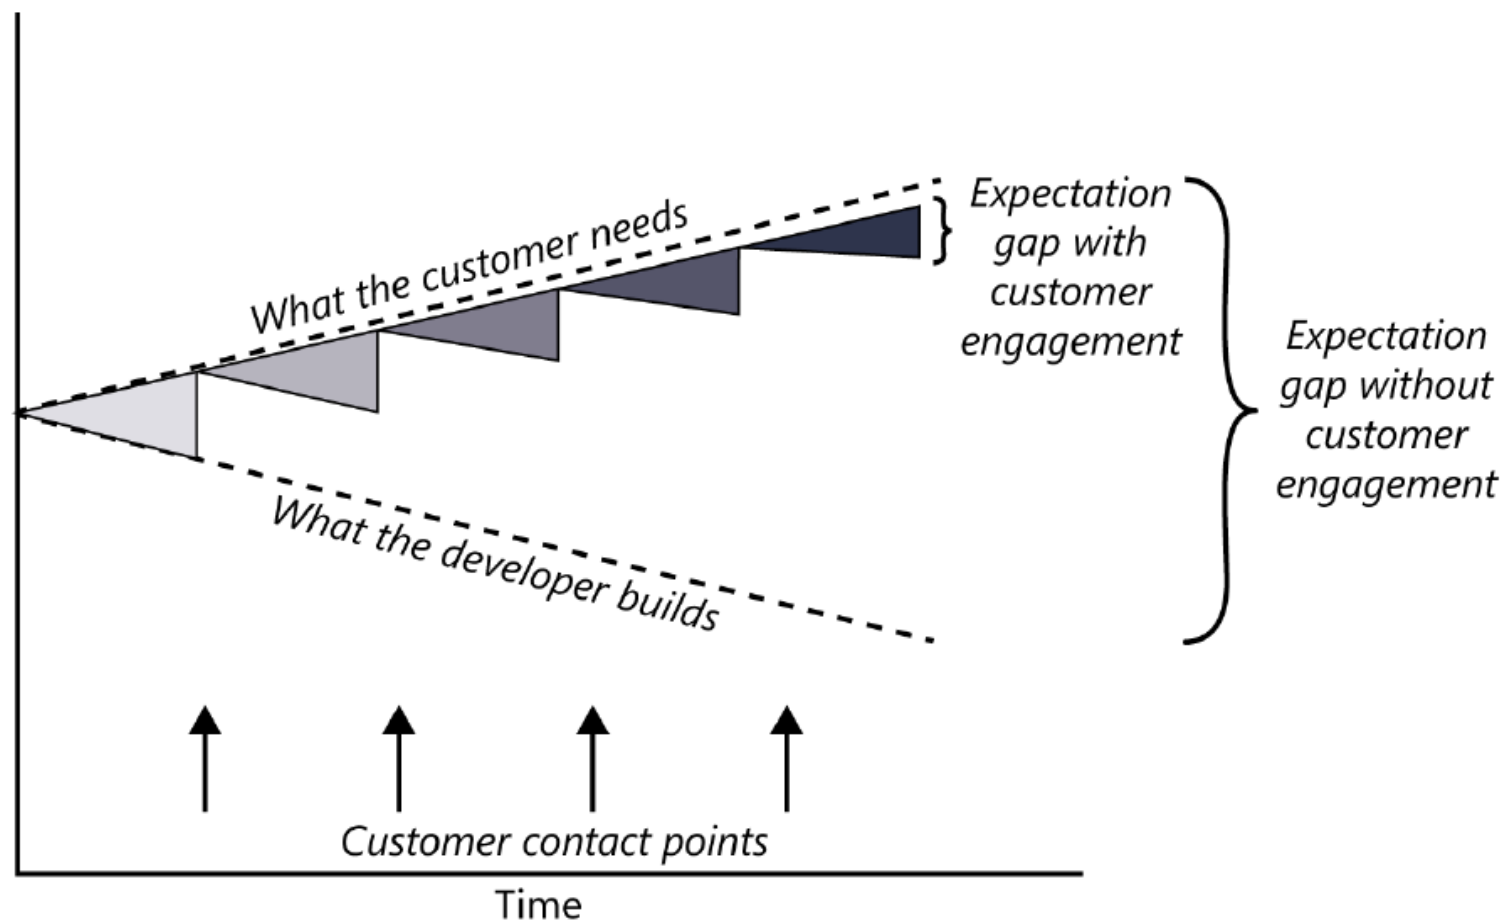 What the customer needs
Expectation
gap with
customer
engagement
Expectation
gap without
customer
engagement
What the developer builds
Customer contact points
Time